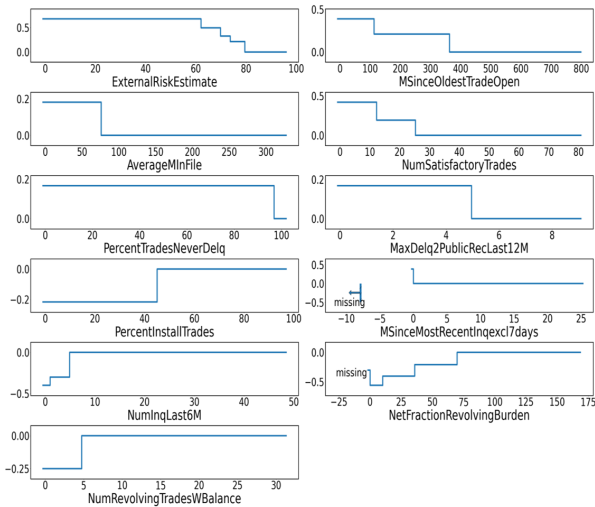 0.5
0.0
0 20 40 60 80 100
ExternalRiskEstimate
0.5
0.0
0 100 200 300 400 500 600 700 800
MSinceOldestTradeOpen
0.2
0.0
0 50 100 150 200 250 300
AverageMInFile
0.5
0.0
0 10 20 30 40 50 60 70 80
NumSatisfactoryTrades
0.2
0.0
0 20 40 60 80 100
PercentTradesNeverDelq
0.2
0.0
0 2 4 6 8
MaxDelq2PublicRecLast12M
0.0
−0.2
0 20 40 60 80 100
PercentInstallTrades
0.5
0.0
−0.5
missing
−10 −5 0 5 10 15 20 25
MSinceMostRecentInqexcl7days
0.0
−0.5
0 10 20 30 40 50
NumInqLast6M
0.0
missing
−0.5
−25 0 25 50 75 100 125 150 175
NetFractionRevolvingBurden
0.00
−0.25
0 5 10 15 20 25 30
NumRevolvingTradesWBalance